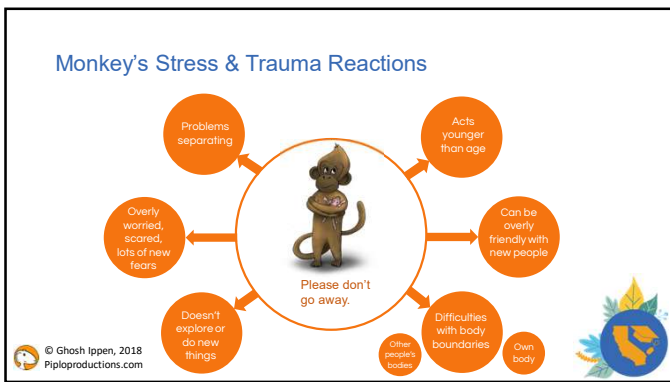 Monkey's Stress & Trauma Reactions
Problems
separating
Acts
younger
than age
Overly
worried,
scared,
lots of new
fears
Can be
overly
friendly with
new people
Please don't
go away.
Doesn't
explore or
do new
things
Difficulties
with body
boundaries
Other
people's
bodies
Own
body
© Ghosh Ippen, 2018
Piploproductions.com